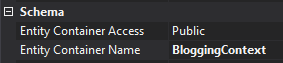 Schema
Entity Container Access Public
Entity Container Name BloggingContext